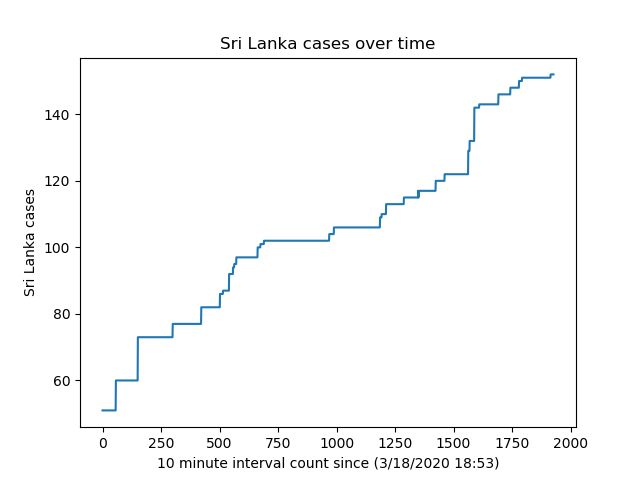 Sri Lanka cases over time
140
120
100
80
60
Sri Lanka cases
0 250 500 750 1000 1250 1500 1750 2000
10 minute interval count since (3/18/2020 18:53)